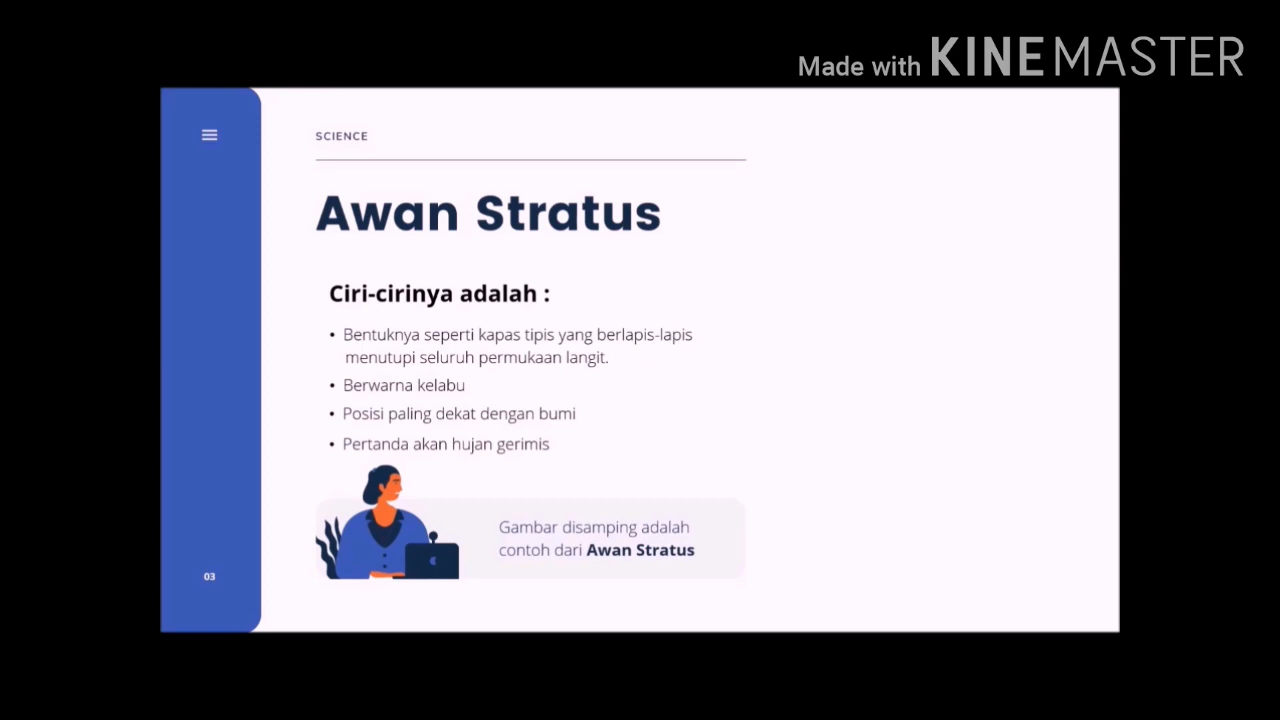 Made with KINEMASTER
SCIENCE
Awan Stratus
Ciri-cirinya adalah :
• Bentuknya seperti kapas tipis yang berlapis-lapis
menutupi seluruh permukaan langit.
• Berwarna kelabu
• Posisi paling dekat dengan bumi
• Pertanda akan hujan gerimis
Gambar disamping adalah
contoh dari Awan Stratus
03